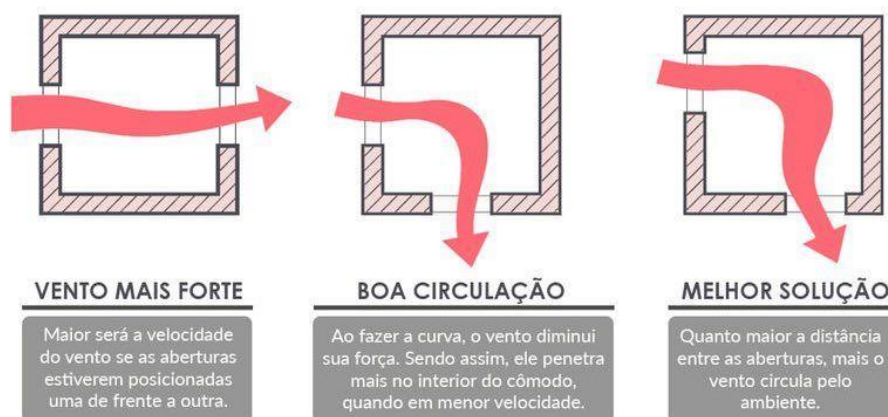 VENTO MAIS FORTE
Maior será a velocidade
do vento se as aberturas
estiverem posicionadas
uma de frente a outra.
BOA CIRCULAÇÃO
Ao fazer a curva, o vento diminui
sua força. Sendo assim, ele penetra
mais no interior do cômodo,
quando em menor velocidade.
MELHOR SOLUÇÃO
Quanto maior a distância
entre as aberturas, mais o
vento circula pelo
ambiente.